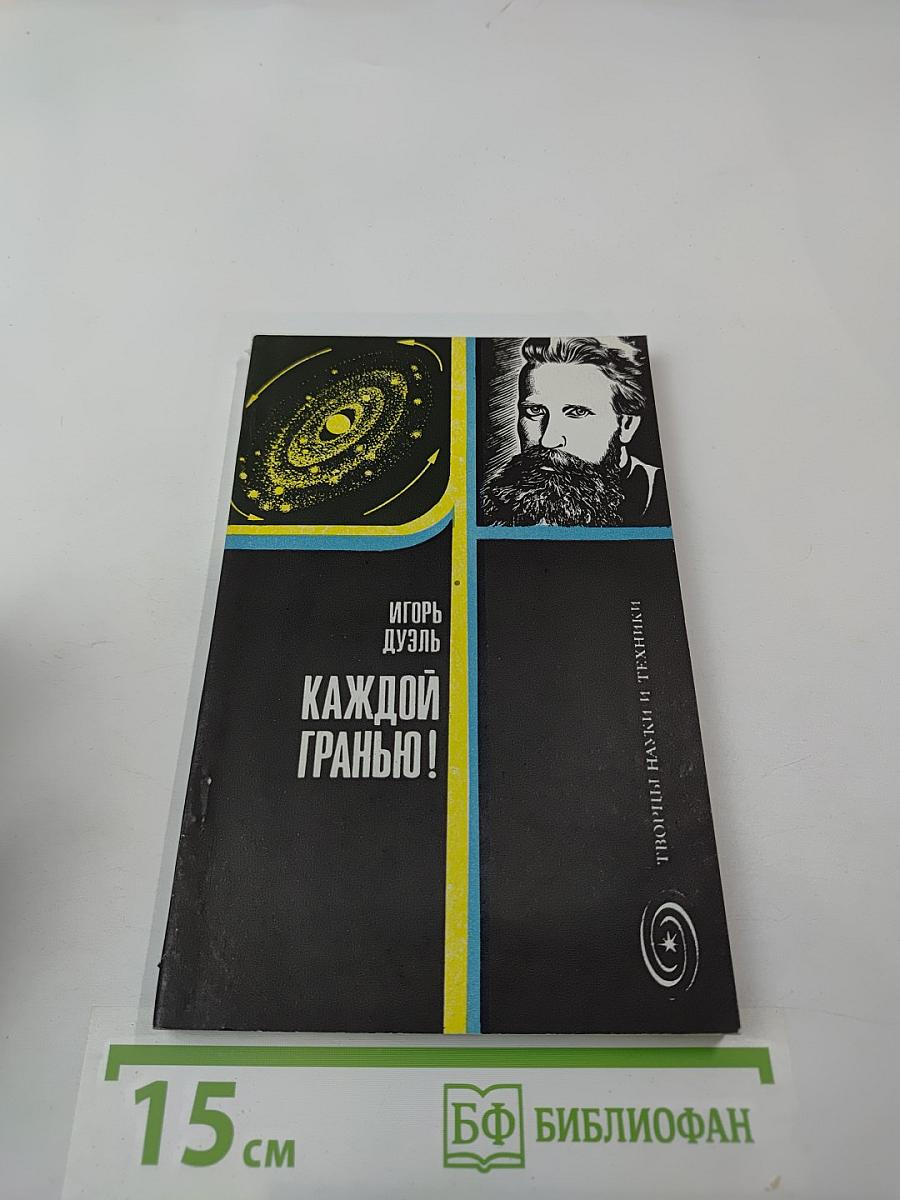 ИГОРЬ
ДУЭЛЬ
КАЖДОЙ
ГРАНЬЮ!
ТВОРЦЫ НАУКИ И ТЕХНИКИ
15 см
БФ БИБЛИОФАН